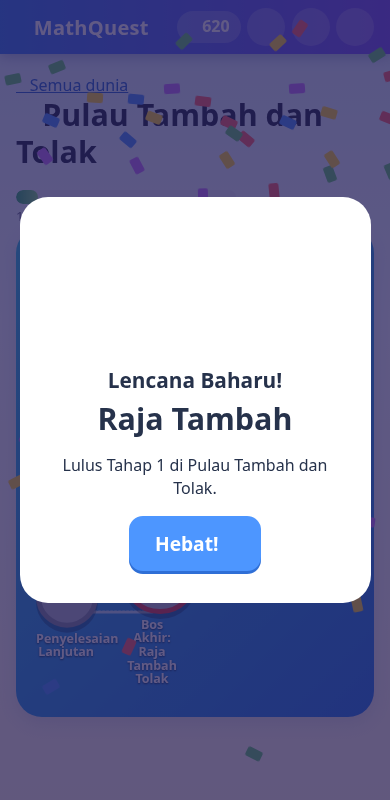 MathQuest
620
Semua dunia
Pulau Tambah dan
Tolak
Lencana Baharu!
Raja Tambah
Lulus Tahap 1 di Pulau Tambah dan
Tolak.
Hebat!
Penyelesaian
Lanjutan
Bos
Akhir:
Raja
Tambah
Tolak